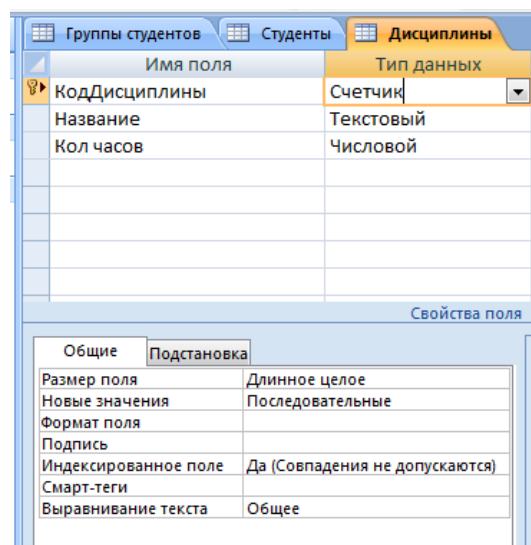 Группы студентов Студенты Дисциплины
Имя поля Тип данных
КодДисциплины Счетчик
Название Текстовый
Кол часов Числовой
Свойства поля
Общие Подстановка
Размер поля Длинное целое
Новые значения Последовательные
Формат поля
Подпись
Индексированное поле Да (Совпадения не допускаются)
Смарт-теги
Выравнивание текста Общее